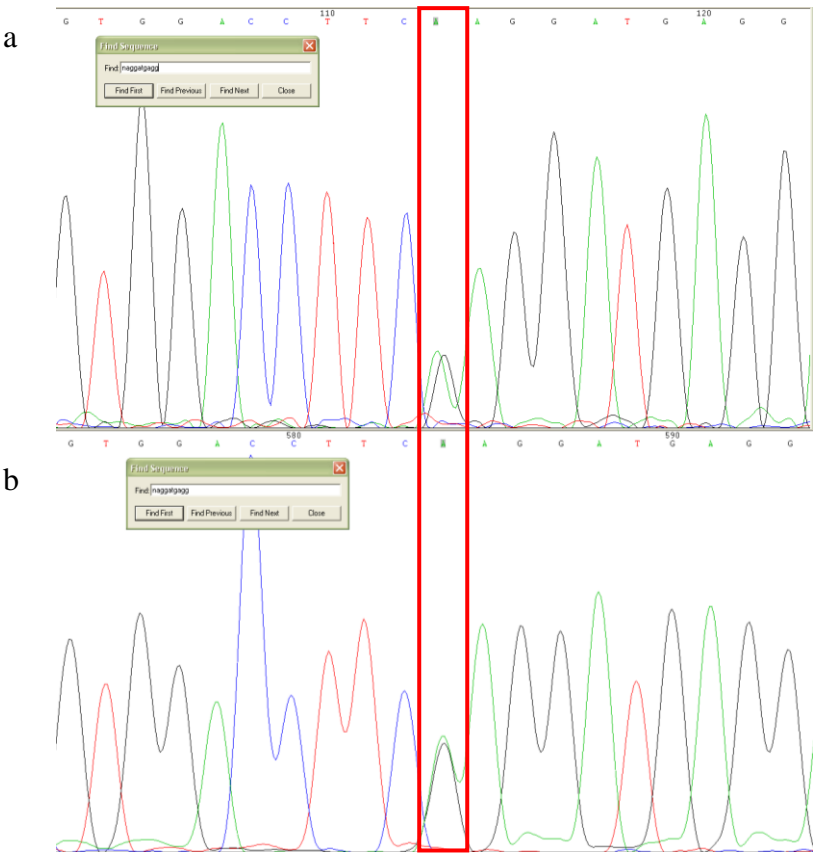 a
110 120
G T G G A C C T T C A A G G A T G A G G
Find Sequence
Find: naggatgagg
Find First Find Previous Find Next Close
b
580 590
G T G G A C C T T C A G G A T G A G G
Find Sequence
Find: naggatgagg
Find First Find Previous Find Next Close